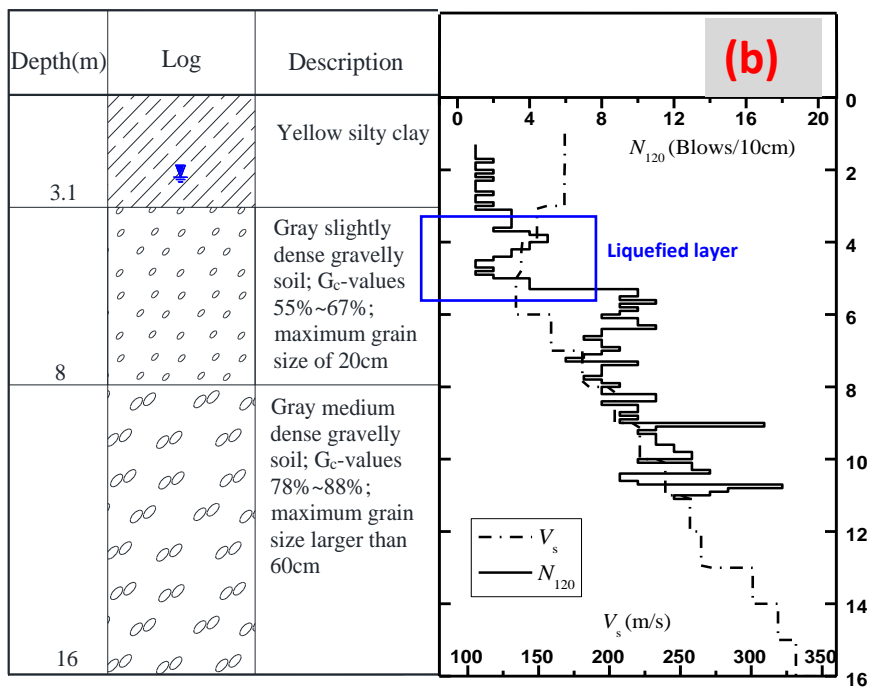 Depth(m) Log Description
(b)
Yellow silty clay
3.1
Gray slightly
dense gravelly
soil; Gc-values
55%~67%;
maximum grain
size of 20cm
8
Gray medium
dense gravelly
soil; Gc-values
78%~88%;
maximum grain
size larger than
60cm
16
0 4 8 12 16 20
N120 (Blows/10cm)
Liquefied layer
Vs
N120
Vs (m/s)
100 150 200 250 300 350
0
2
4
6
8
10
12
14
16